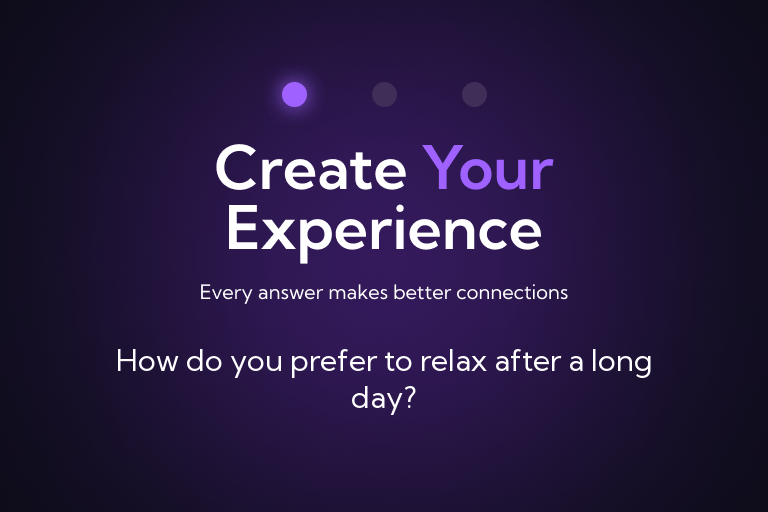 Create Your
Experience
Every answer makes better connections
How do you prefer to relax after a long
day?